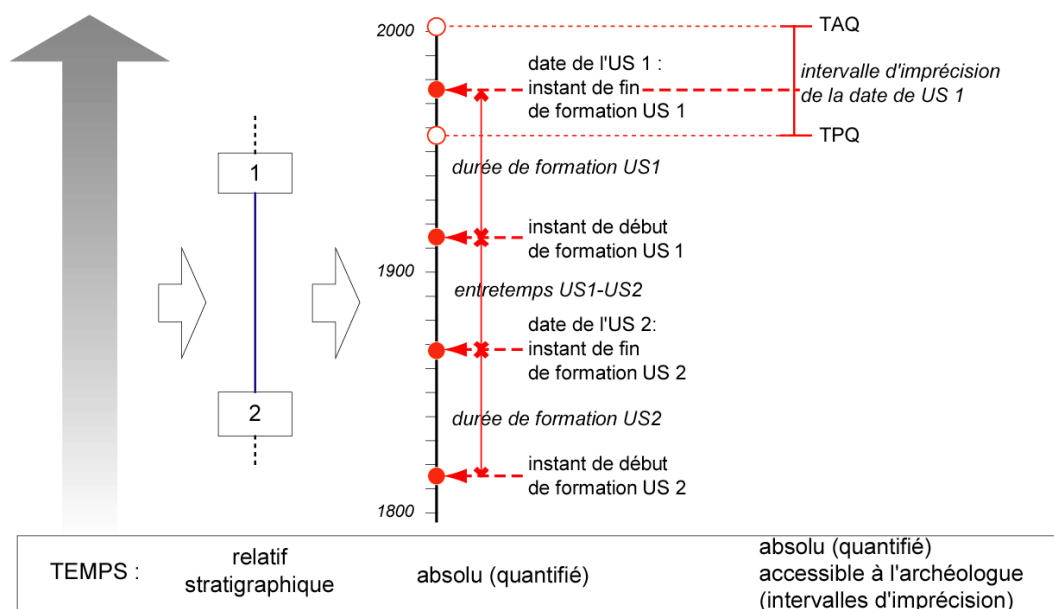 2000
TAQ
date de l'US 1 :
instant de fin
de formation US 1
intervalle d'imprécision
de la date de US 1
TPQ
1
durée de formation US1
instant de début
de formation US 1
1900
entretemps US1-US2
date de l'US 2:
instant de fin
de formation US 2
2
durée de formation US2
instant de début
de formation US 2
1800
TEMPS :
relatif
stratigraphique
absolu (quantifié)
absolu (quantifié)
accessible à l'archéologue
(intervalles d'imprécision)